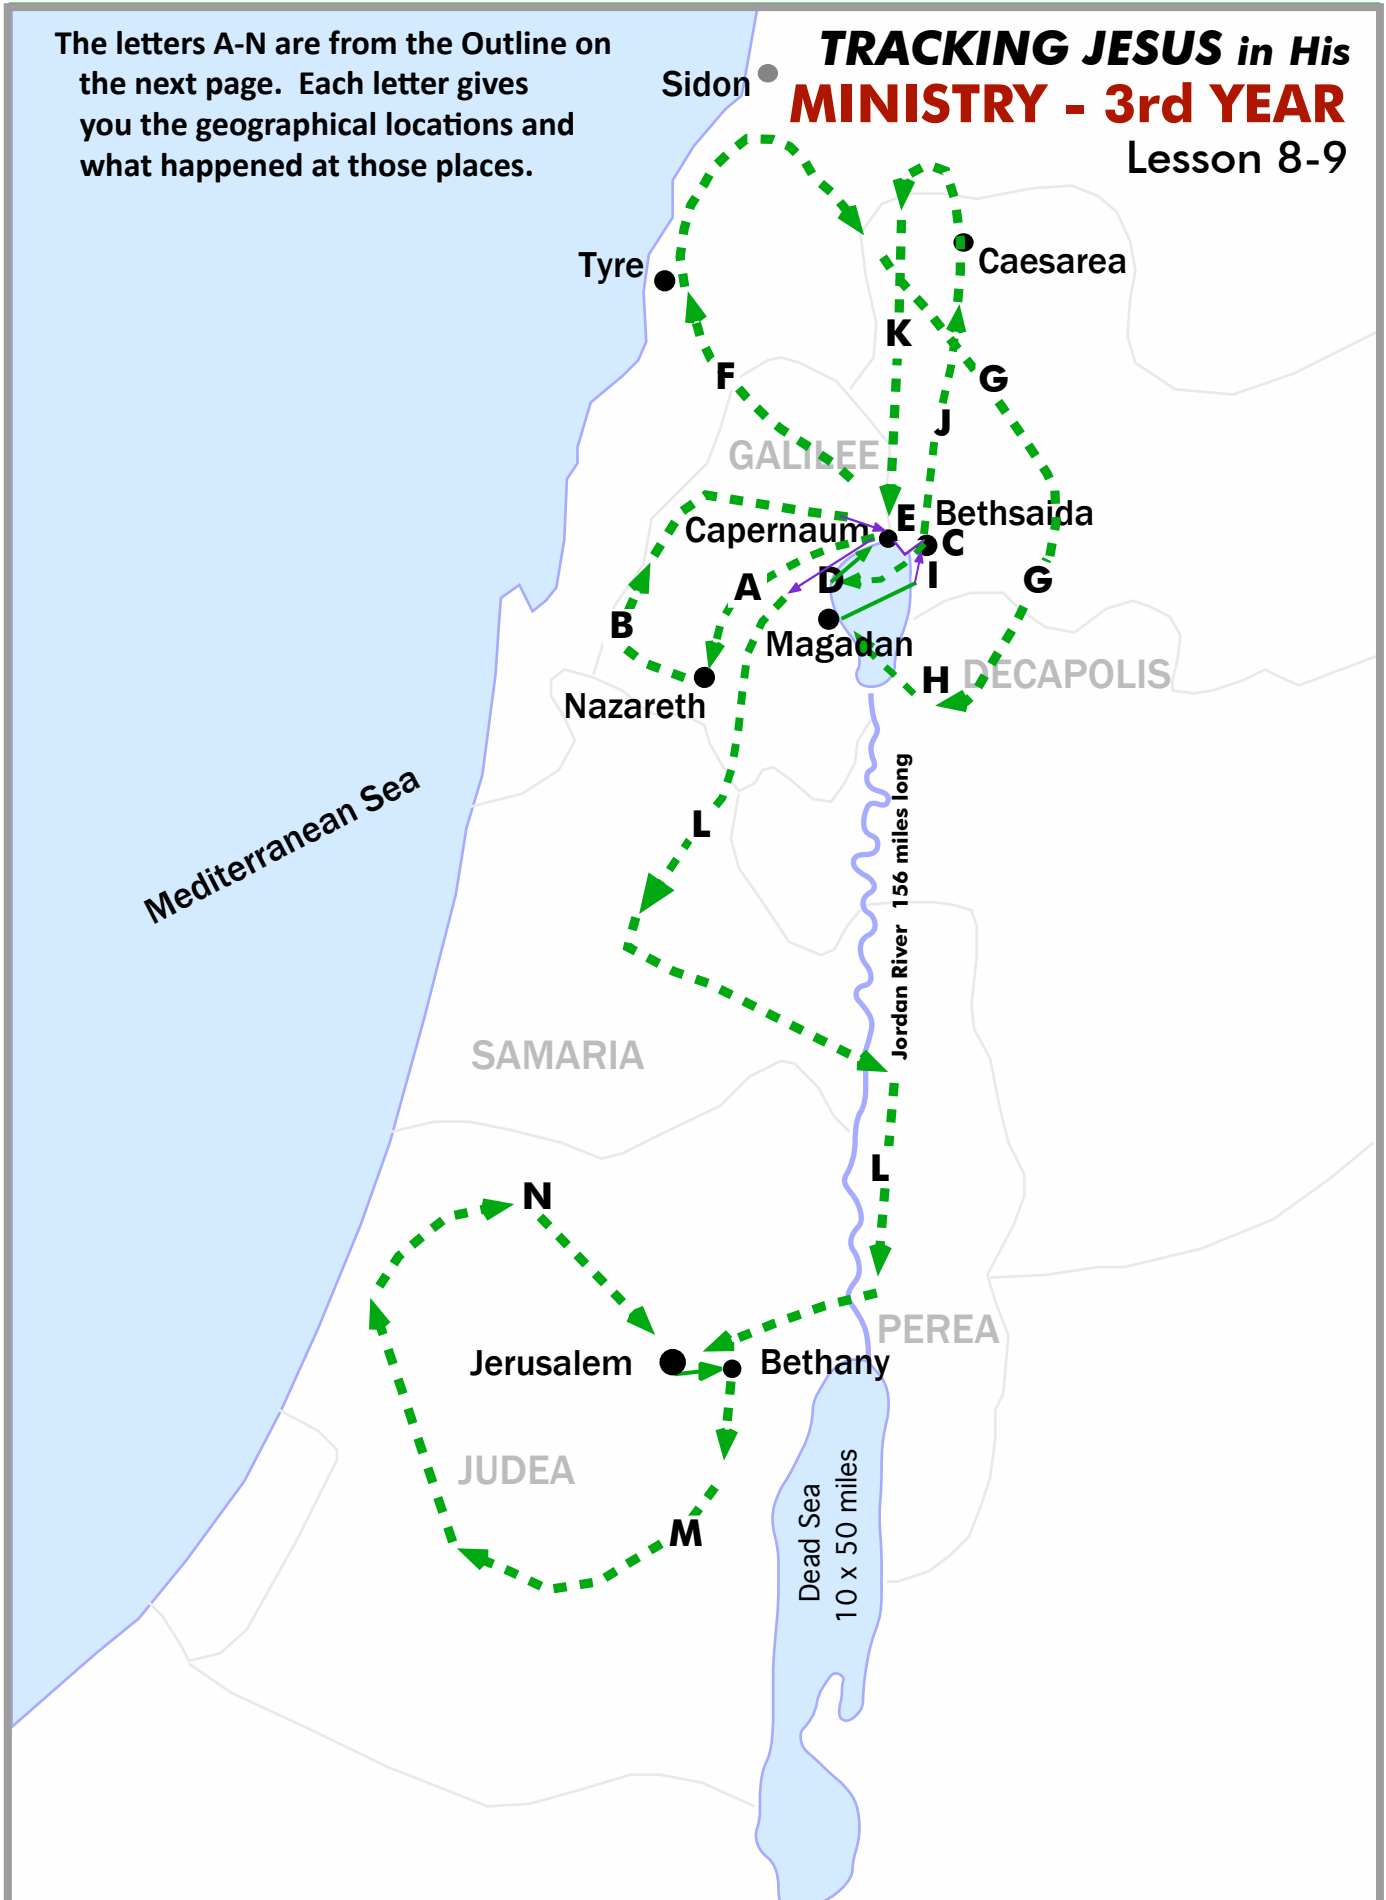 The letters A-N are from the Outline on
the next page. Each letter gives
you the geographical locations and
what happened at those places.
TRACKING JESUS in His
MINISTRY - 3rd YEAR
Lesson 8-9
Sidon
Tyre
Caesarea
K
F
G
J
GALILEE
E
Bethsaida
Capernaum
C
D
I
A
G
B
Magadan
H
DECAPOLIS
Nazareth
Mediterranean Sea
L
Jordan River 156 miles long
SAMARIA
L
N
PEREA
Jerusalem
Bethany
JUDEA
M
Dead Sea
10 x 50 miles